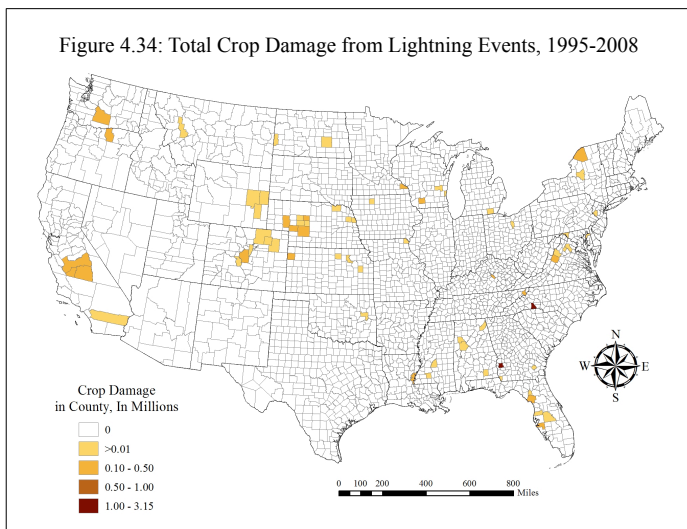 Figure 4.34: Total Crop Damage from Lightning Events, 1995-2008
N
W
E
S
Crop Damage
in County, In Millions
0
>0.01
0.10 - 0.50
0.50 - 1.00
1.00 - 3.15
0 100 200 400 600 800
Miles